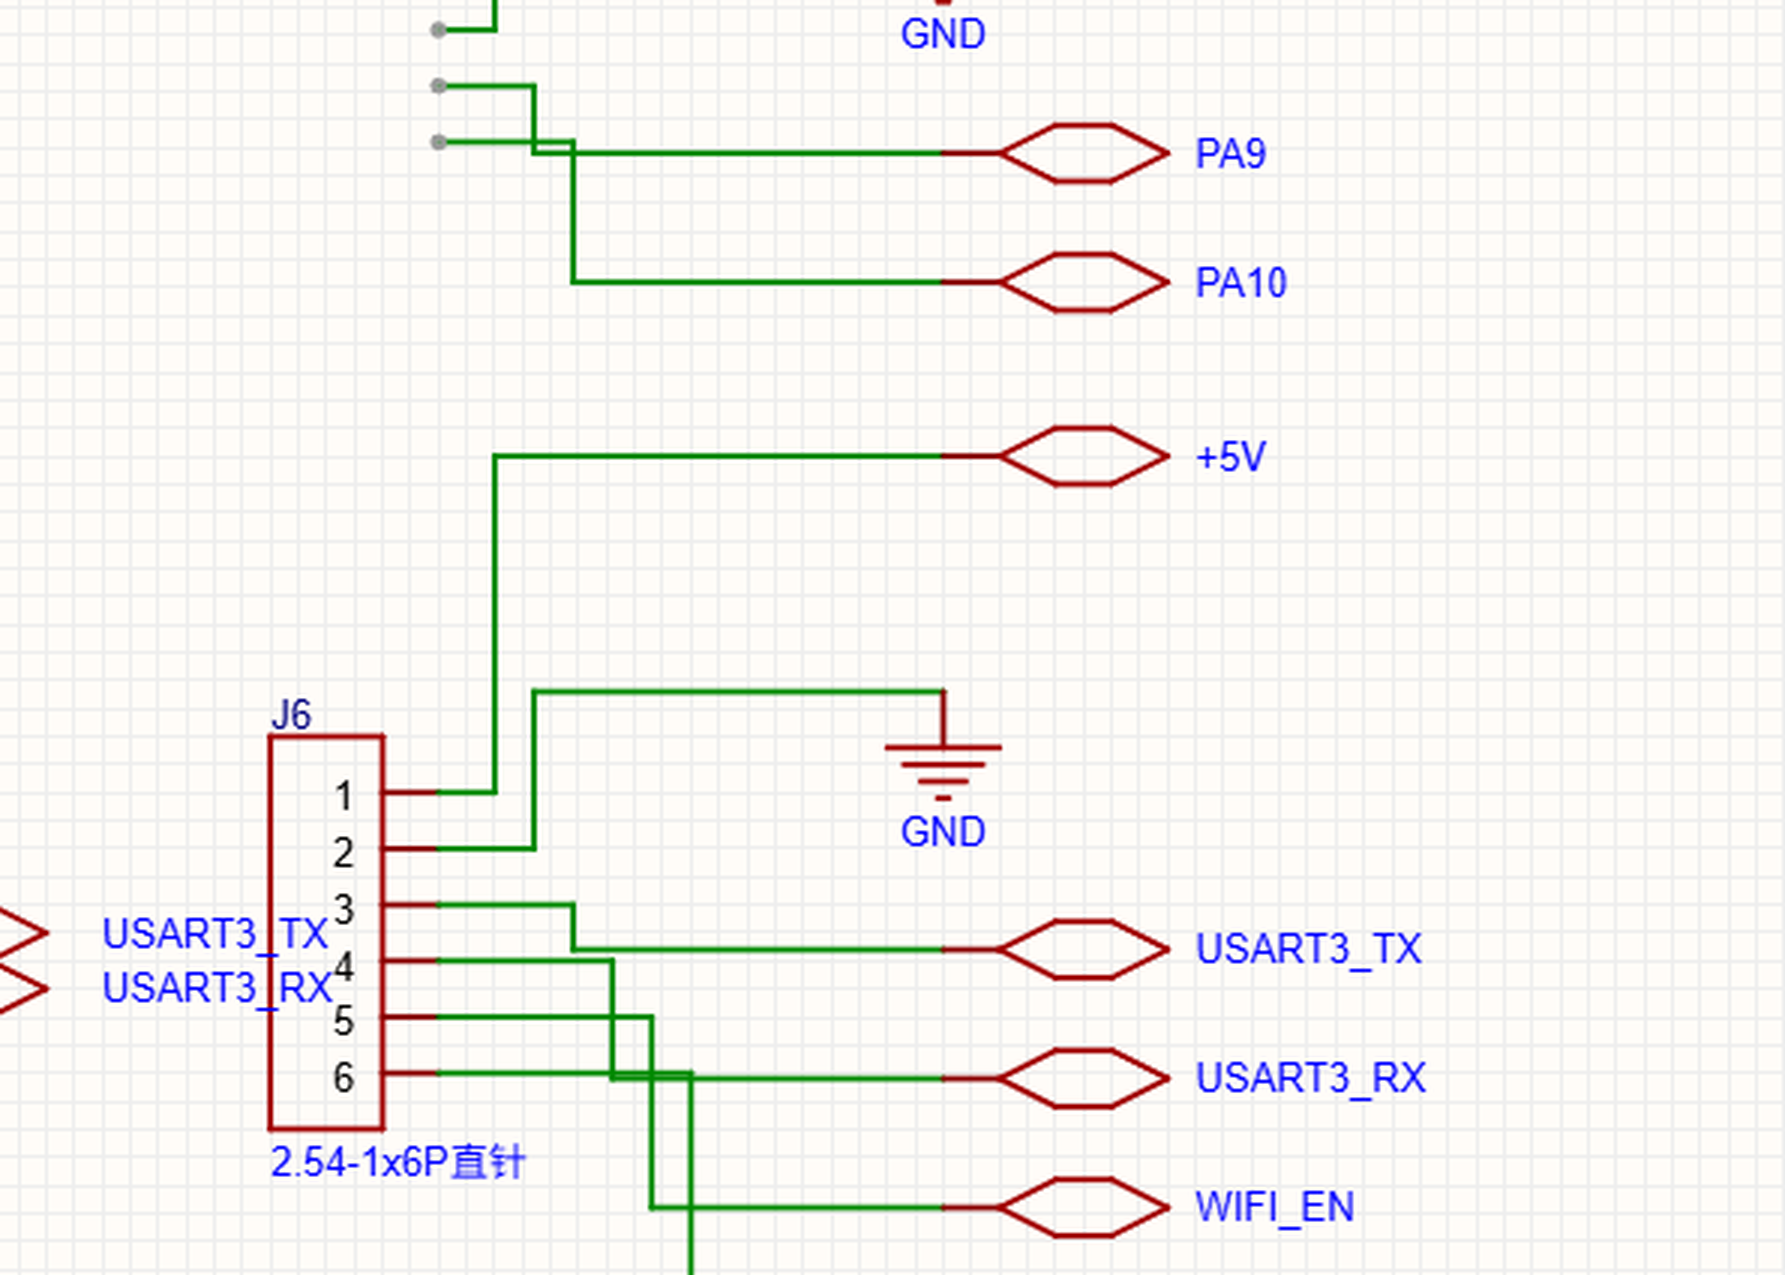 GND
PA9
PA10
+5V
J6
1
GND
2
3
USART3_TX
USART3_TX
4
USART3_RX
5
USART3_RX
6
2.54-1x6P直针
WIFI_EN